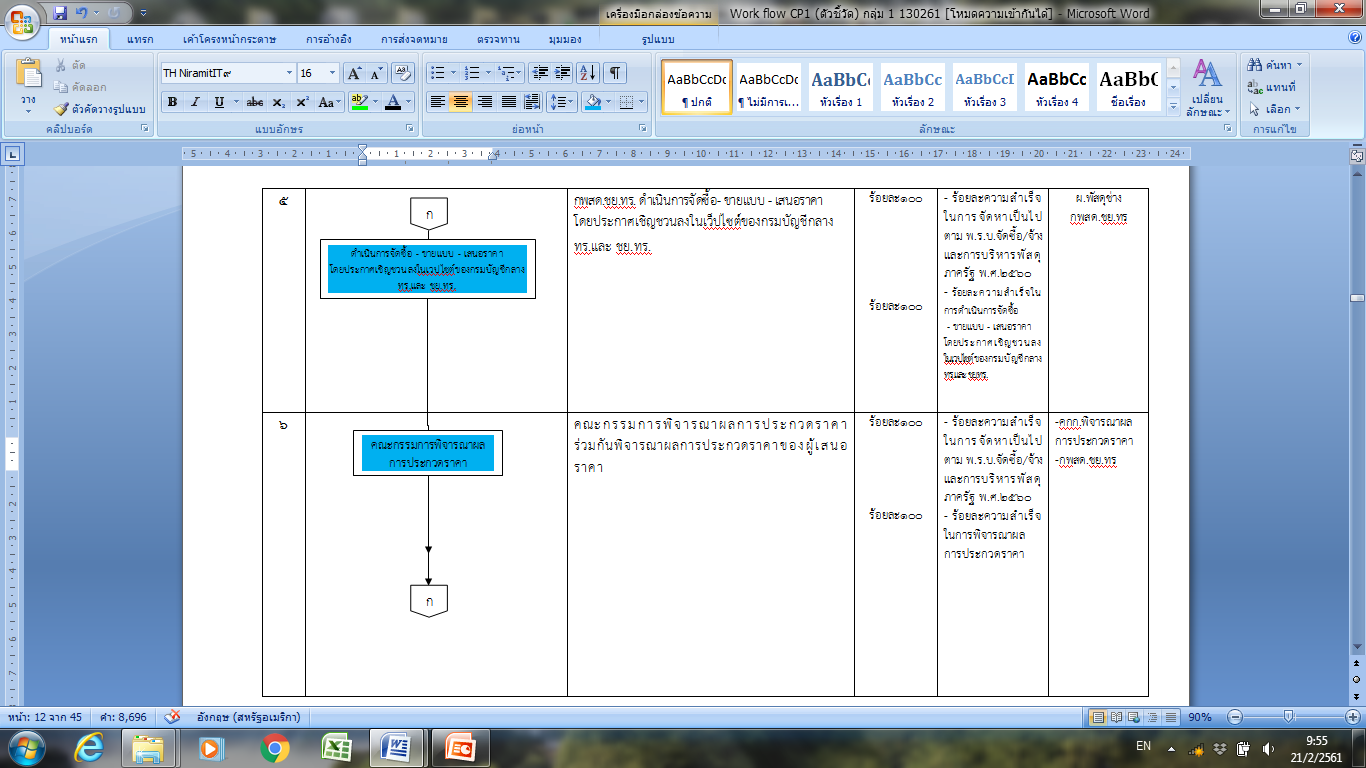 เครื่องมือกล่องข้อความ
Work flow CP1 (ตัวชี้วัด) กลุ่ม 1 130261 [โหมดความเข้ากันได้] - Microsoft Word
หน้าแรก แทรก เค้าโครงหน้ากระดาษ การอ้างอิง การส่งจดหมาย ตรวจทาน มุมมอง รูปแบบ
วาง
ตัด
คัดลอก
ตัวคัดวางรูปแบบ
คลิปบอร์ด
TH NiramitIT๙ 16
B I U abc X₂ X² Aa
แบบอักษร
ย่อหน้า
AaBbCcDc AaBbCcDc AaBbCc AaBbCc AaBbCcI AaBbCc AaBbCc
¶ ปกติ ¶ ไม่มีการเ... หัวเรื่อง 1 หัวเรื่อง 2 หัวเรื่อง 3 หัวเรื่อง 4 ชื่อเรื่อง
เปลี่ยน
ลักษณะ
ลักษณะ
ค้นหา
แทนที่
เลือก
การแก้ไข
๕
ก
ดำเนินการจัดซื้อ - ขายแบบ - เสนอราคา
โดยประกาศเชิญชวน ลงในเวปไซต์ของกรมบัญชีกลาง
ทร.และ ชย.ทร.
กพสด.ชย.ทร. ดำเนินการจัดซื้อ- ขายแบบ - เสนอราคา
โดยประกาศเชิญชวนลงในเว็ปไซต์ของกรมบัญชีกลาง
ทร.และ ชย.ทร.
ร้อยละ๑๐๐
ร้อยละ๑๐๐
- ร้อยละความสำเร็จ
ในการ จัดหาเป็นไป
ตาม พ.ร.บ.จัดซื้อ/จ้าง
และการบริหารพัสดุ
ภาครัฐ พ.ศ.๒๕๖๐
- ร้อยละความสำเร็จใน
การดำเนินการจัดซื้อ
- ขายแบบ - เสนอราคา
โดยประกาศเชิญชวนลง
ในเวปไซต์ของกรมบัญชีกลาง
ทร.และ ชย.ทร.
ผ.พัสดุช่าง
กพสด.ชย.ทร
๖
คณะกรรมการพิจารณาผล
การประกวดราคา
ก
คณะกรรมการพิจารณาผลการประกวดราคา
ร่วมกันพิจารณาผลการประกวดราคาของผู้เสนอ
ราคา
ร้อยละ๑๐๐
ร้อยละ๑๐๐
- ร้อยละความสำเร็จ
ในการ จัดหาเป็นไป
ตาม พ.ร.บ.จัดซื้อ/จ้าง
และการบริหารพัสดุ
ภาครัฐ พ.ศ.๒๕๖๐
- ร้อยละความสำเร็จ
ในการพิจารณาผล
การประกวดราคา
-คกก.พิจารณาผล
การประกวดราคา
-กพสด.ชย.ทร
หน้า: 12 จาก 45 คำ: 8,696 อังกฤษ (สหรัฐอเมริกา) 90%
EN 9:55
21/2/2561